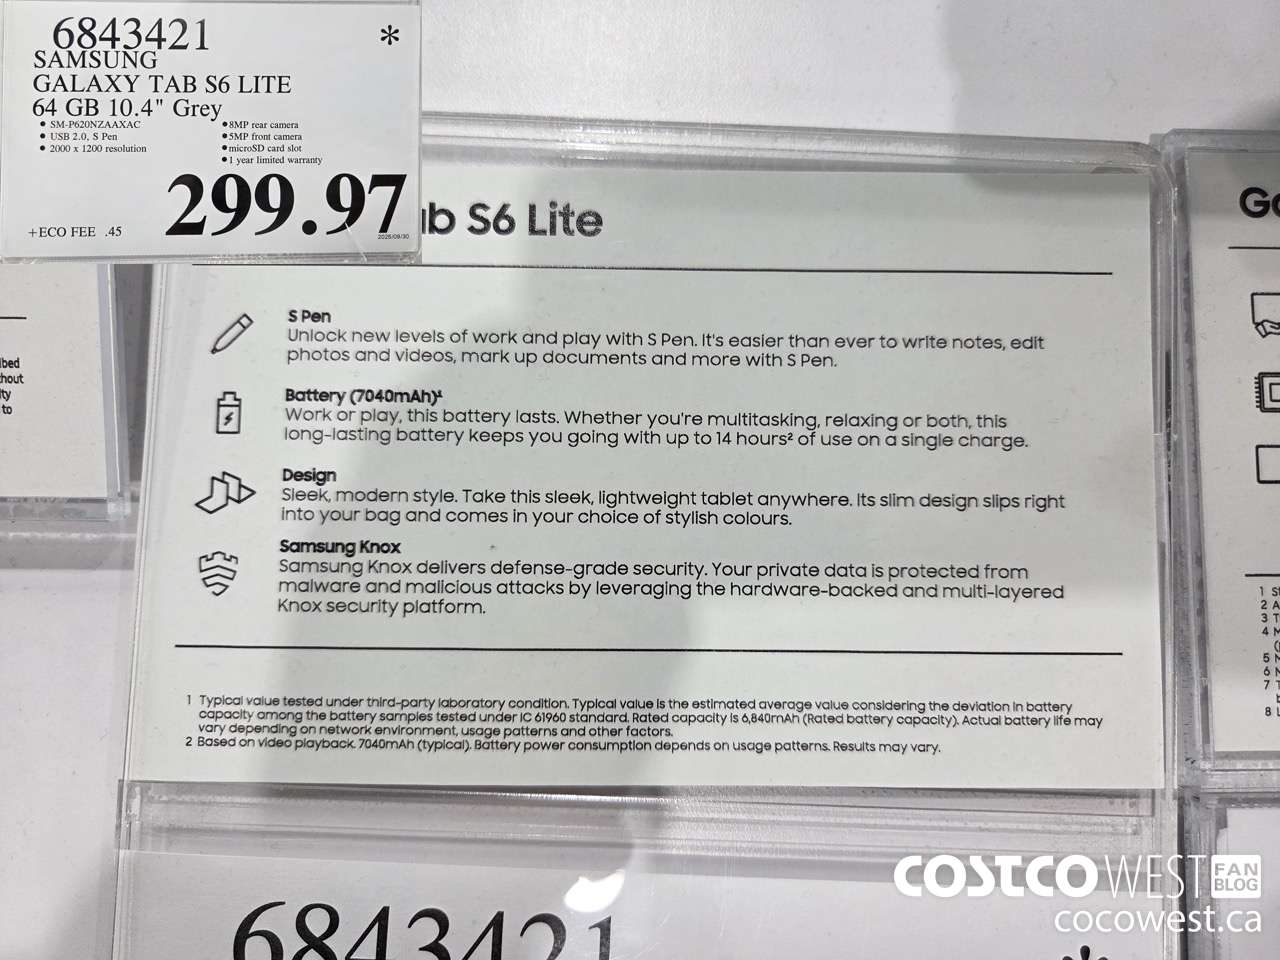 6843421
*
SAMSUNG
GALAXY TAB S6 LITE
64 GB 10.4" Grey
• SM-P620NZAAXAC
• USB 2.0, S Pen
• 2000 x 1200 resolution
• 8MP rear camera
• 5MP front camera
• microSD card slot
• 1 year limited warranty
299.97
+ECO FEE .45
2025/09/30
ab S6 Lite
S Pen
Unlock new levels of work and play with S Pen. It's easier than ever to write notes, edit
photos and videos, mark up documents and more with S Pen.
Battery (7040mAh)¹
Work or play, this battery lasts. Whether you're multitasking, relaxing or both, this
long-lasting battery keeps you going with up to 14 hours² of use on a single charge.
Design
Sleek, modern style. Take this sleek, lightweight tablet anywhere. Its slim design slips right
into your bag and comes in your choice of stylish colours.
Samsung Knox
Samsung Knox delivers defense-grade security. Your private data is protected from
malware and malicious attacks by leveraging the hardware-backed and multi-layered
Knox security platform.
1 Typical value tested under third-party laboratory condition. Typical value is the estimated average value considering the deviation in battery
capacity among the battery samples tested under IC 61960 standard. Rated capacity is 6,840mAh (Rated battery capacity). Actual battery life may
vary depending on network environment, usage patterns and other factors.
2 Based on video playback. 7040mAh (typical). Battery power consumption depends on usage patterns. Results may vary.
6843421
*
to
1
2
3
4
5
6
7
8
COSTCO WEST FAN BLOG
cocowest.ca